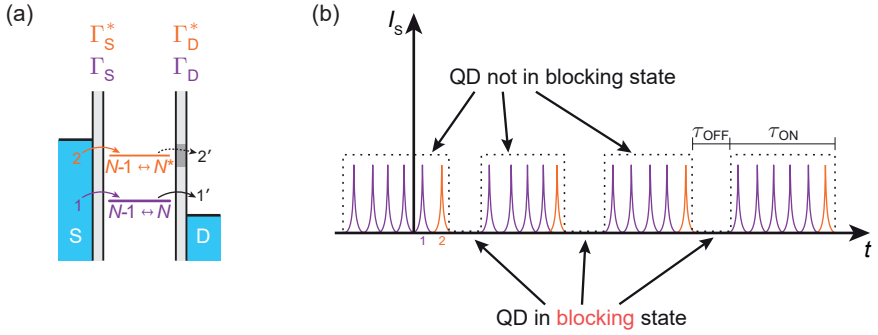 (a)
Γ*S Γ*D
ΓS ΓD
2 N-1 ↔ N* 2′
1 N-1 ↔ N 1′
S D
(b)
IS
QD not in blocking state
τOFF τON
1 2
t
QD in blocking state